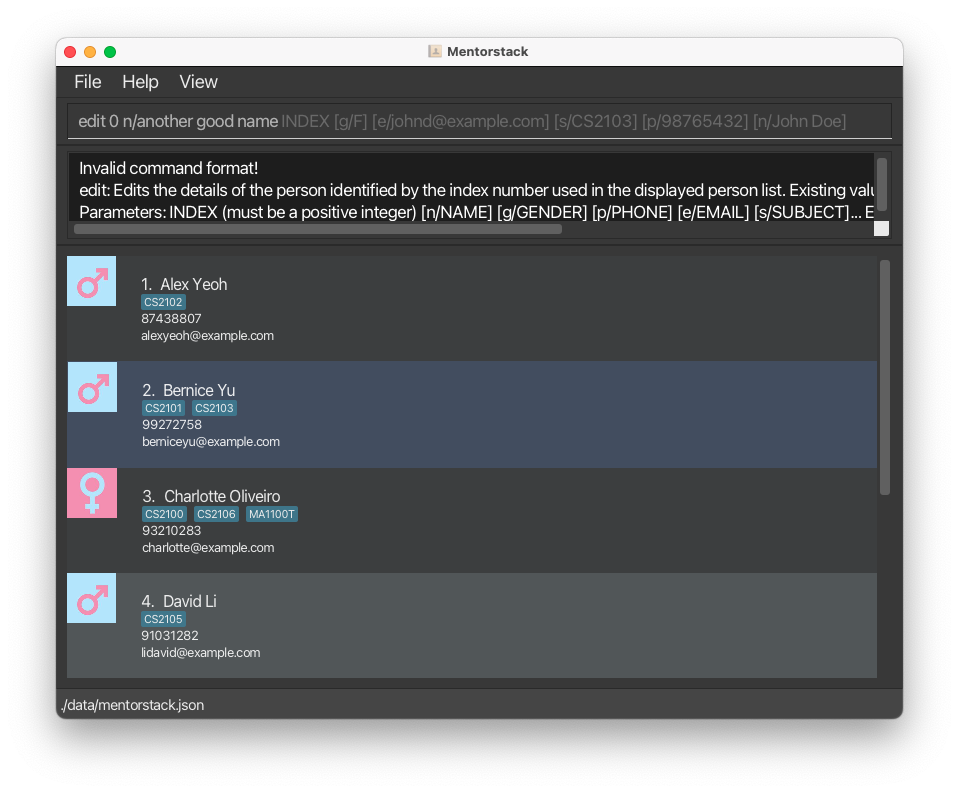 Mentorstack
File Help View
edit 0 n/another good name INDEX [g/F] [e/johnd@example.com] [s/CS2103] [p/98765432] [n/John Doe]
Invalid command format!
edit: Edits the details of the person identified by the index number used in the displayed person list. Existing valu
Parameters: INDEX (must be a positive integer) [n/NAME] [g/GENDER] [p/PHONE] [e/EMAIL] [s/SUBJECT]... E
1. Alex Yeoh
CS2102
87438807
alexyeoh@example.com
2. Bernice Yu
CS2101 CS2103
99272758
berniceyu@example.com
3. Charlotte Oliveiro
CS2100 CS2106 MA1100T
93210283
charlotte@example.com
4. David Li
CS2105
91031282
lidavid@example.com
./data/mentorstack.json